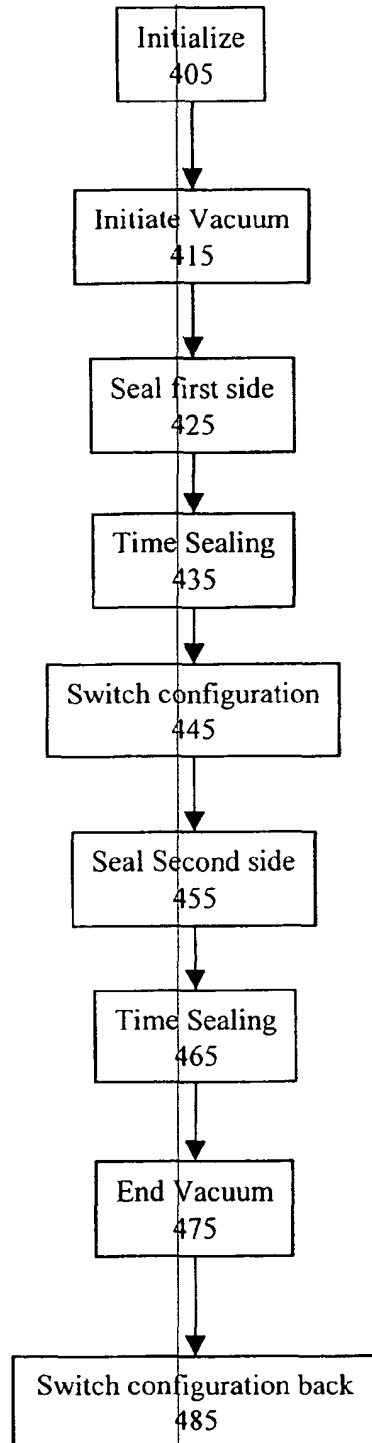 Initialize
405
Initiate Vacuum
415
Seal first side
425
Time Sealing
435
Switch configuration
445
Seal Second side
455
Time Sealing
465
End Vacuum
475
Switch configuration back
485